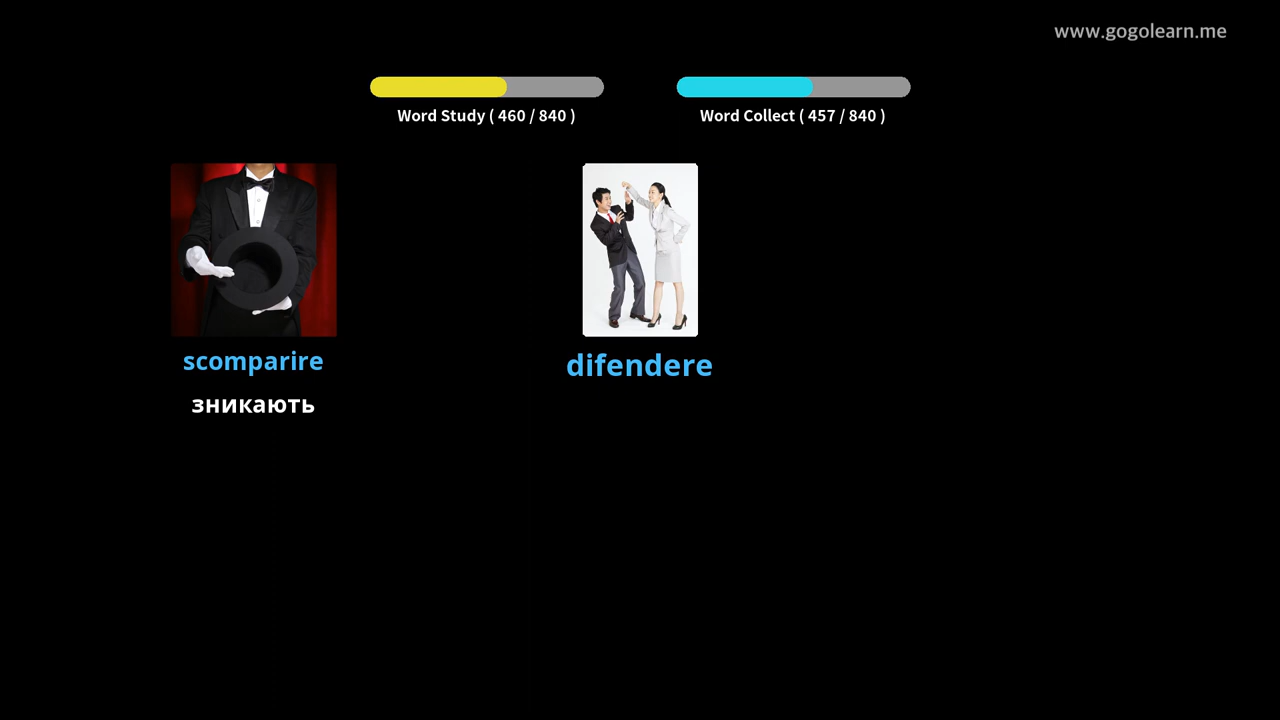 www.gogolearn.me
Word Study ( 460 / 840 )
Word Collect ( 457 / 840 )
scomparire
зникають
difendere